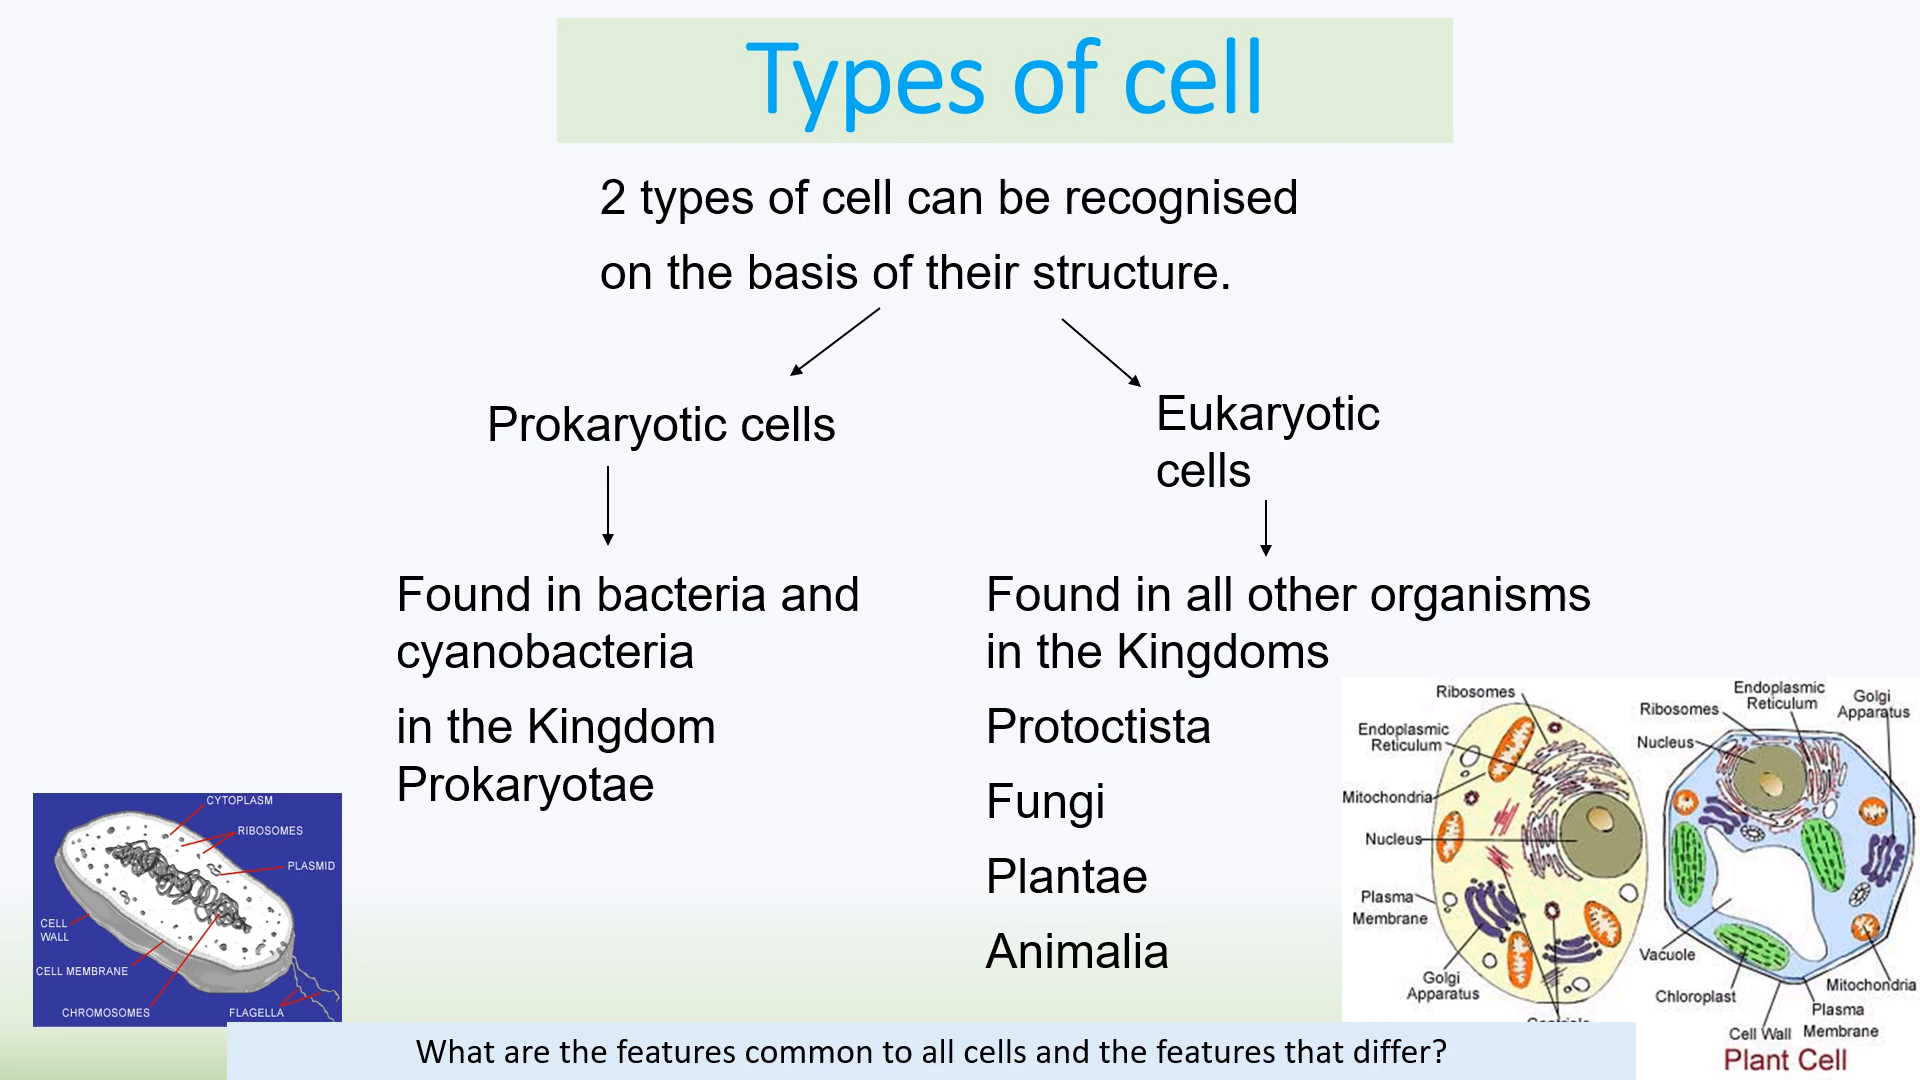 Types of cell
2 types of cell can be recognised
on the basis of their structure.
Prokaryotic cells
Eukaryotic
cells
Found in bacteria and
cyanobacteria
in the Kingdom
Prokaryotae
Found in all other organisms
in the Kingdoms
Protoctista
Fungi
Plantae
Animalia
CYTOPLASM
RIBOSOMES
PLASMID
CELL
WALL
CELL MEMBRANE
CHROMOSOMES
FLAGELLA
Ribosomes
Endoplasmic
Reticulum
Mitochondria
Nucleus
Plasma
Membrane
Golgi
Apparatus
Endoplasmic
Reticulum
Golgi
Apparatus
Ribosomes
Nucleus
Vacuole
Chloroplast
Mitochondria
Plasma
Membrane
Cell Wall
Plant Cell
What are the features common to all cells and the features that differ?